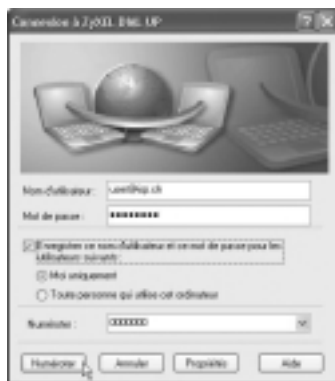 Connexion à ZyXEL DIAL UP
Nom d'utilisateur :
user@isp.ch
Mot de passe :
Enregistrer ce nom d'utilisateur et ce mot de passe pour les
utilisateurs suivants :
Moi uniquement
Toute personne qui utilise cet ordinateur
Numéroter :
Numéroter
Annuler
Propriétés
Aide